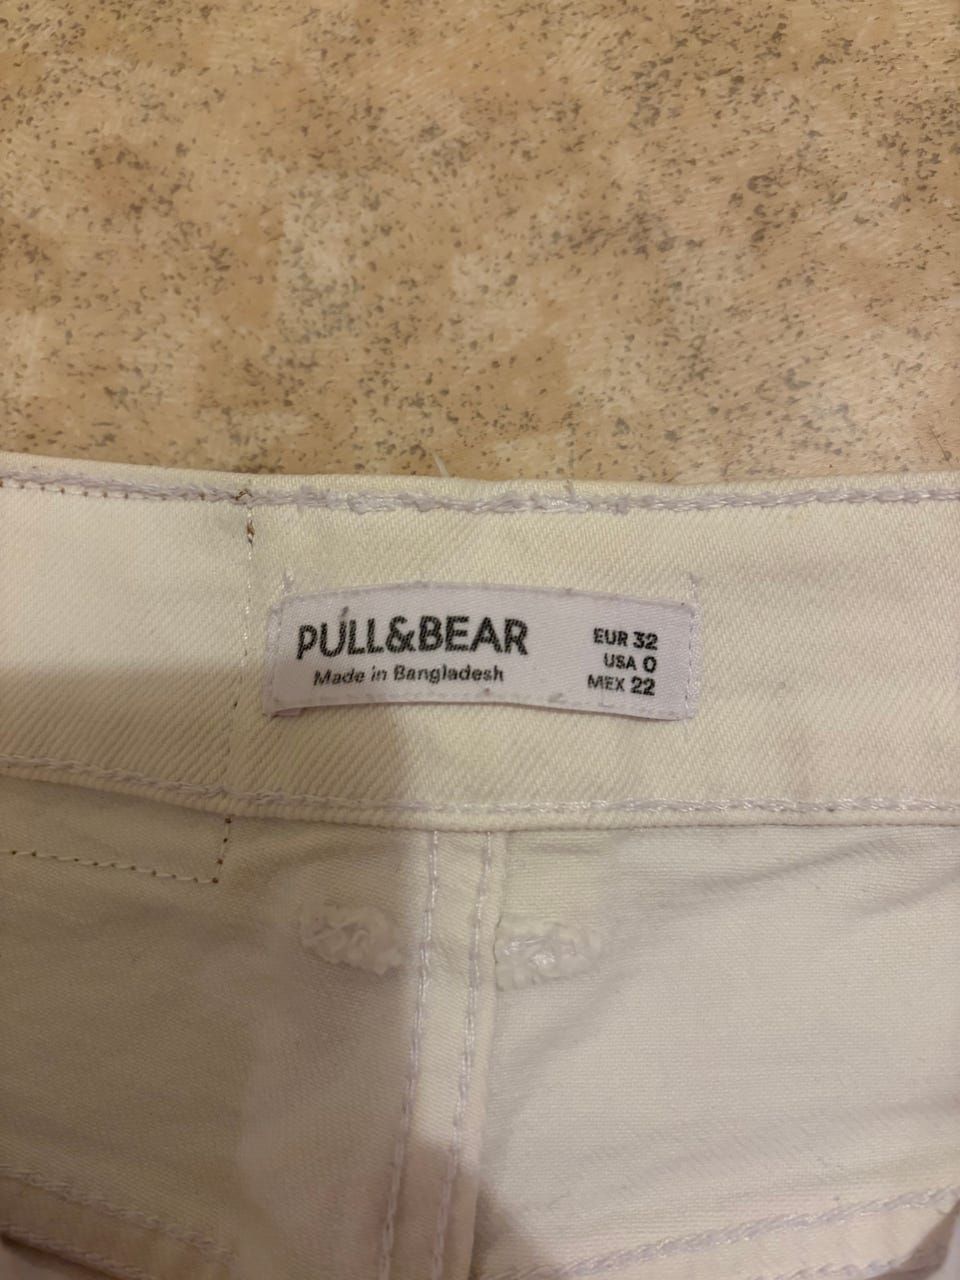 PULL&BEAR
Made in Bangladesh
EUR 32
USA 0
MEX 22